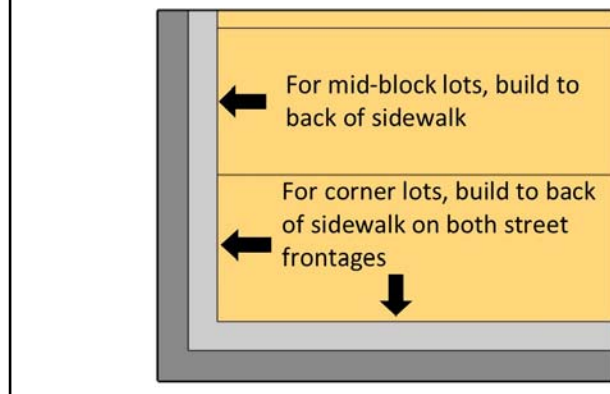 For mid-block lots, build to
back of sidewalk
For corner lots, build to back
of sidewalk on both street
frontages